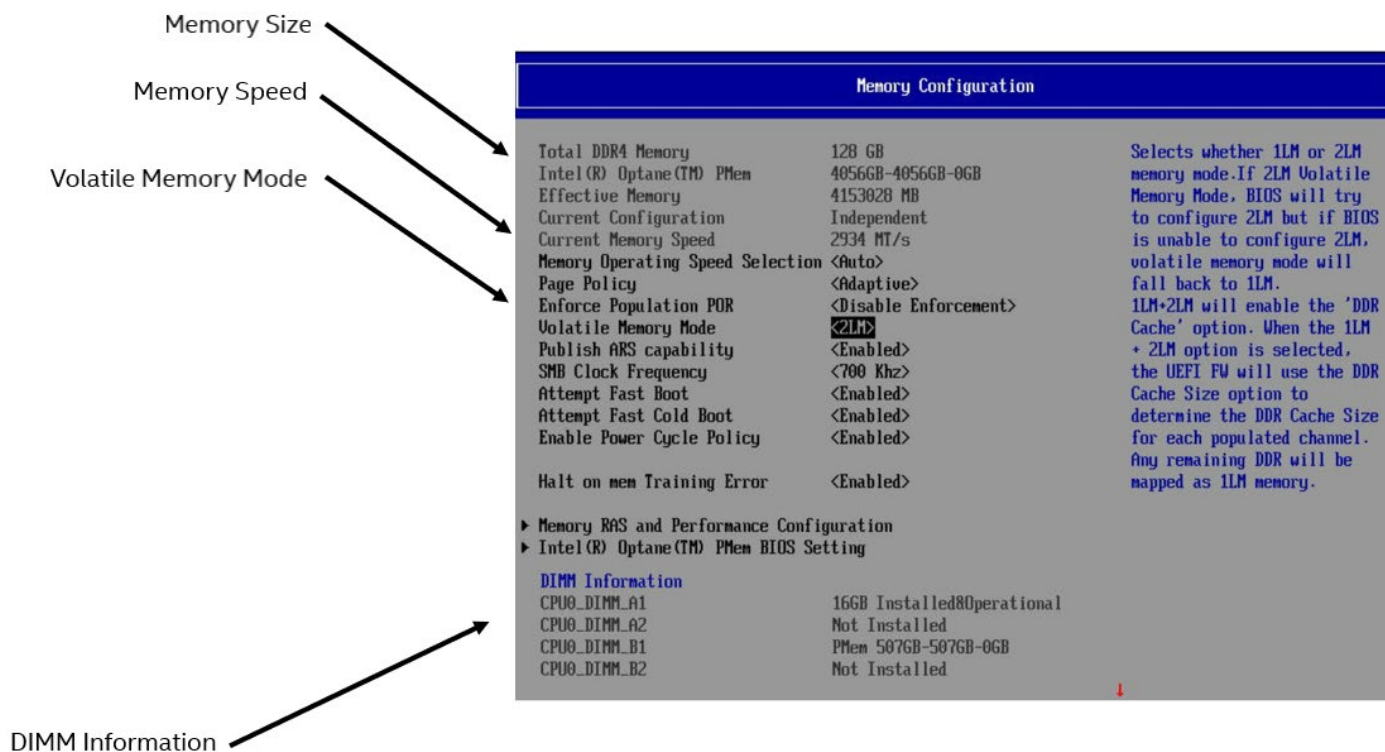 Memory Size
Memory Speed
Volatile Memory Mode
DIMM Information
Memory Configuration
Total DDR4 Memory 128 GB
Intel(R) Optane(TM) PMem 4056GB-4056GB-0GB
Effective Memory 4153028 MB
Current Configuration Independent
Current Memory Speed 2934 MT/s
Memory Operating Speed Selection <Auto>
Page Policy <Adaptive>
Enforce Population POR <Disable Enforcement>
Volatile Memory Mode <2LM>
Publish ARS capability <Enabled>
SMB Clock Frequency <700 Khz>
Attempt Fast Boot <Enabled>
Attempt Fast Cold Boot <Enabled>
Enable Power Cycle Policy <Enabled>
Halt on mem Training Error <Enabled>
Memory RAS and Performance Configuration
Intel(R) Optane(TM) PMem BIOS Setting
DIMM Information
CPU0_DIMM_A1 16GB Installed&Operational
CPU0_DIMM_A2 Not Installed
CPU0_DIMM_B1 PMem 507GB-507GB-0GB
CPU0_DIMM_B2 Not Installed
Selects whether 1LM or 2LM
memory mode.If 2LM Volatile
Memory Mode, BIOS will try
to configure 2LM but if BIOS
is unable to configure 2LM,
volatile memory mode will
fall back to 1LM.
1LM+2LM will enable the 'DDR
Cache' option. When the 1LM
+ 2LM option is selected,
the UEFI FW will use the DDR
Cache Size option to
determine the DDR Cache Size
for each populated channel.
Any remaining DDR will be
mapped as 1LM memory.